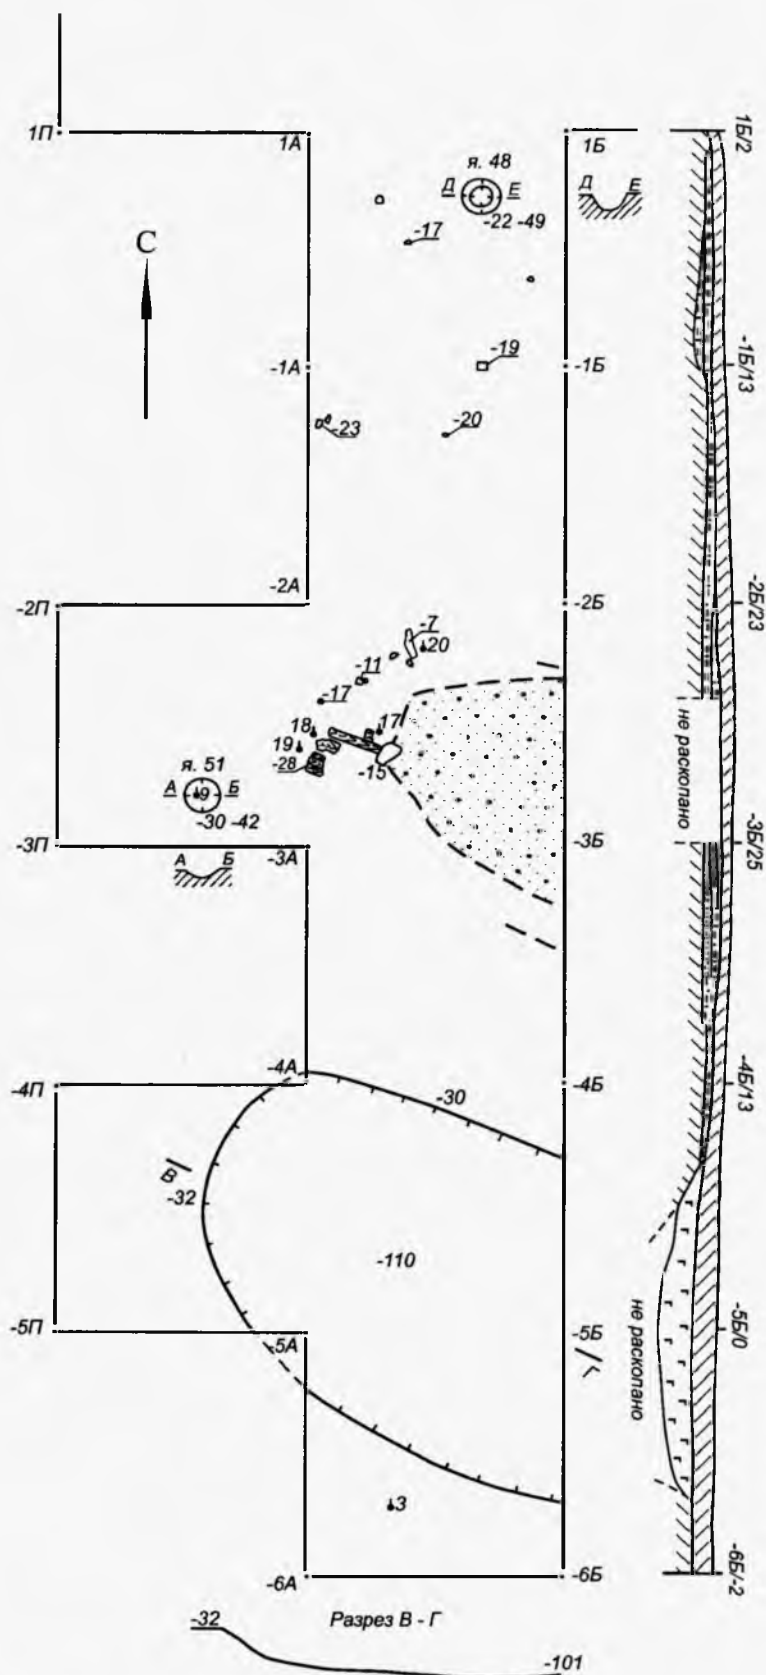 1П
1А
1Б
1Б/2
я. 48
Д
Е
Д
Е
-22 -49
-17
С
-19
-1А
-1Б
-1Б/13
-23
-20
-2А
-2П
-2Б
-2Б/23
-7
20
-11
-17
18
17
19
-28
-15
не раскопано
я. 51
А
9
Б
-30 -42
-3П
-3А
-3Б
-3Б/25
А
Б
-4А
-4П
-4Б
-4Б/13
-30
В
-32
-110
-5П
-5А
-5Б
-5Б/0
Г
не раскопано
3
-6А
-6Б
-6Б/-2
Разрез В - Г
-32
-101